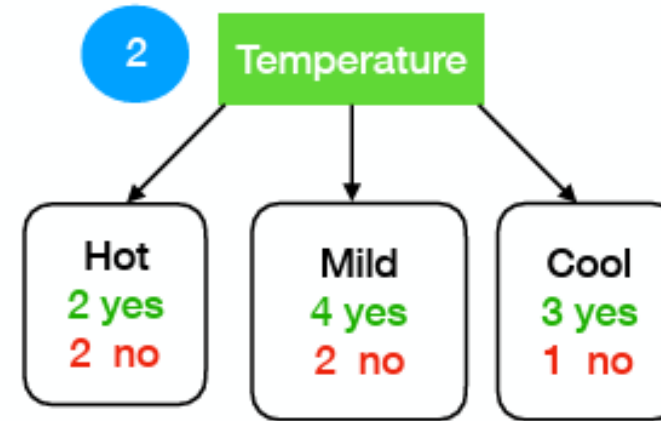 2
Temperature
Hot
2 yes
2 no
Mild
4 yes
2 no
Cool
3 yes
1 no